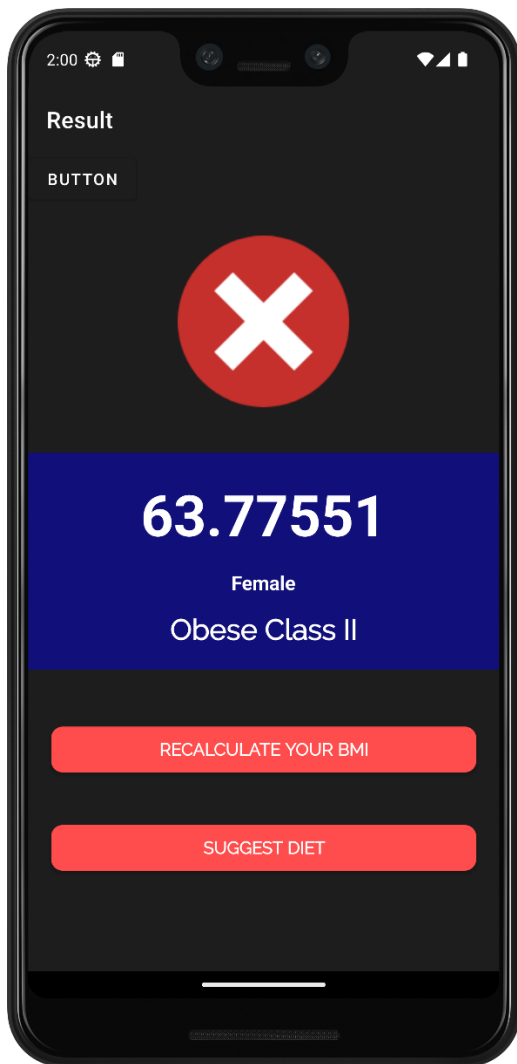 2:00
Result
BUTTON
63.77551
Female
Obese Class II
RECALCULATE YOUR BMI
SUGGEST DIET